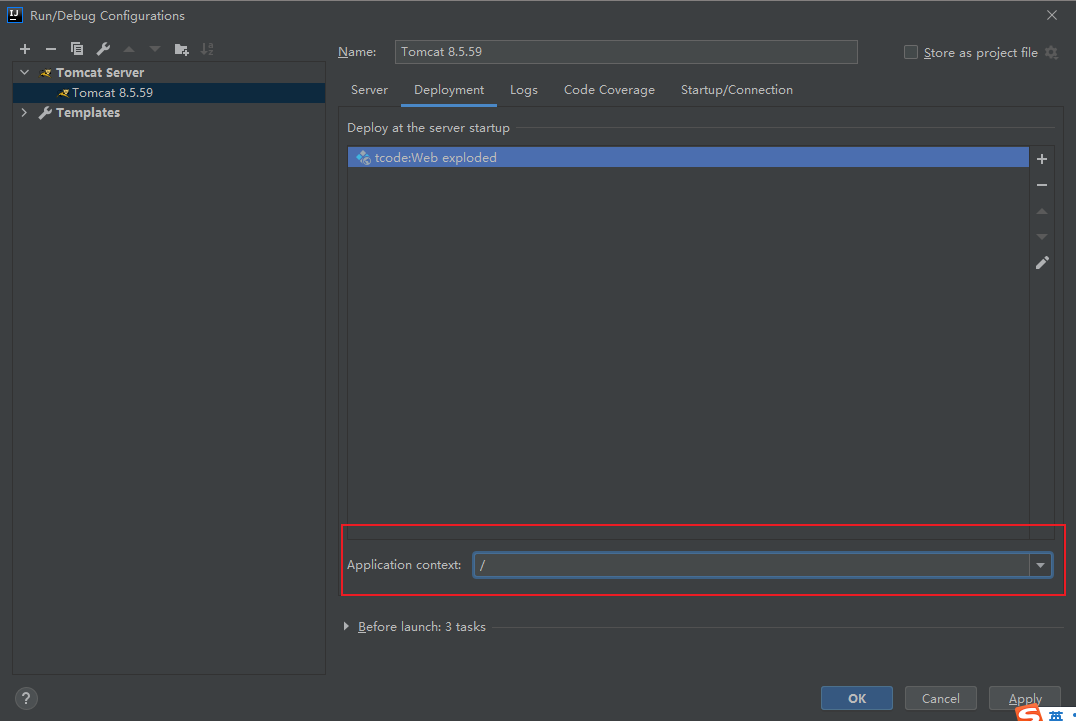 Run/Debug Configurations
Name: Tomcat 8.5.59
Store as project file
Tomcat Server
Tomcat 8.5.59
Templates
Server Deployment Logs Code Coverage Startup/Connection
Deploy at the server startup
tcode:Web exploded
Application context: /
Before launch: 3 tasks
? OK Cancel Apply
英